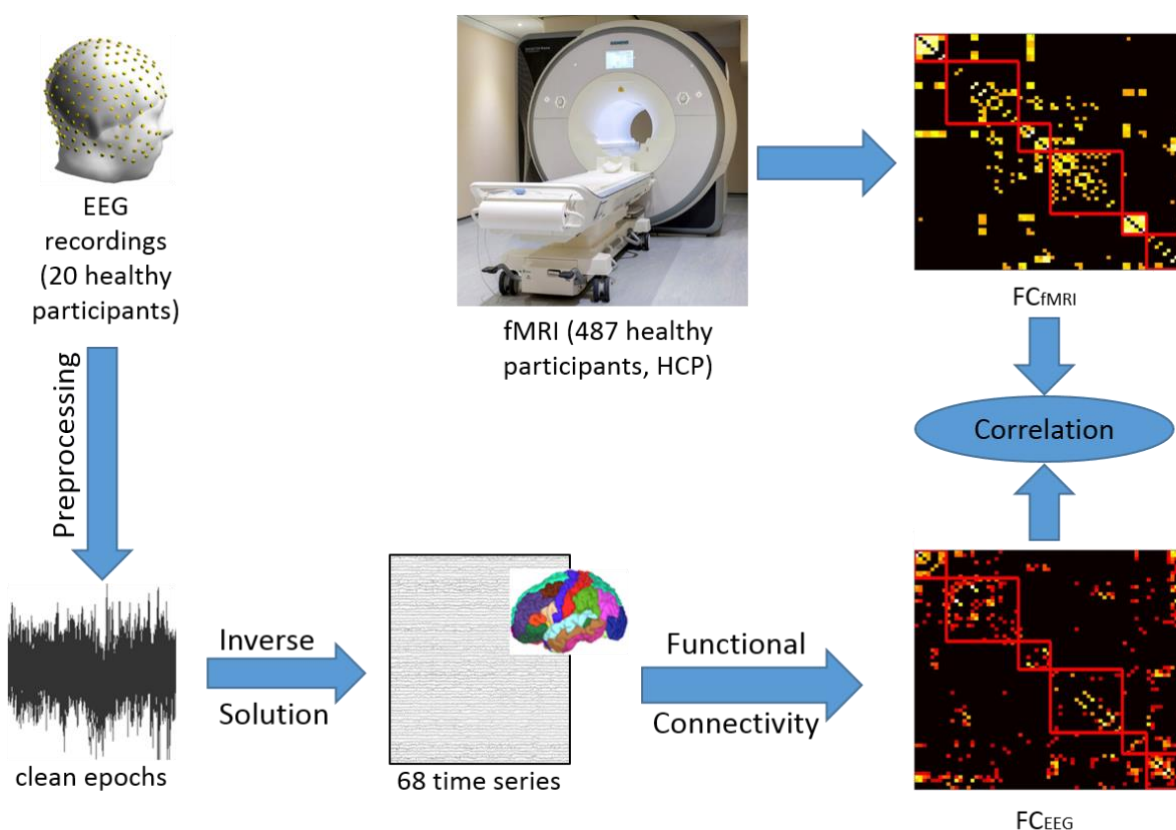 EEG
recordings
(20 healthy
participants)
fMRI (487 healthy
participants, HCP)
FCfMRI
Preprocessing
Correlation
clean epochs
Inverse
Solution
68 time series
Functional
Connectivity
FCEEG
SIEMENS